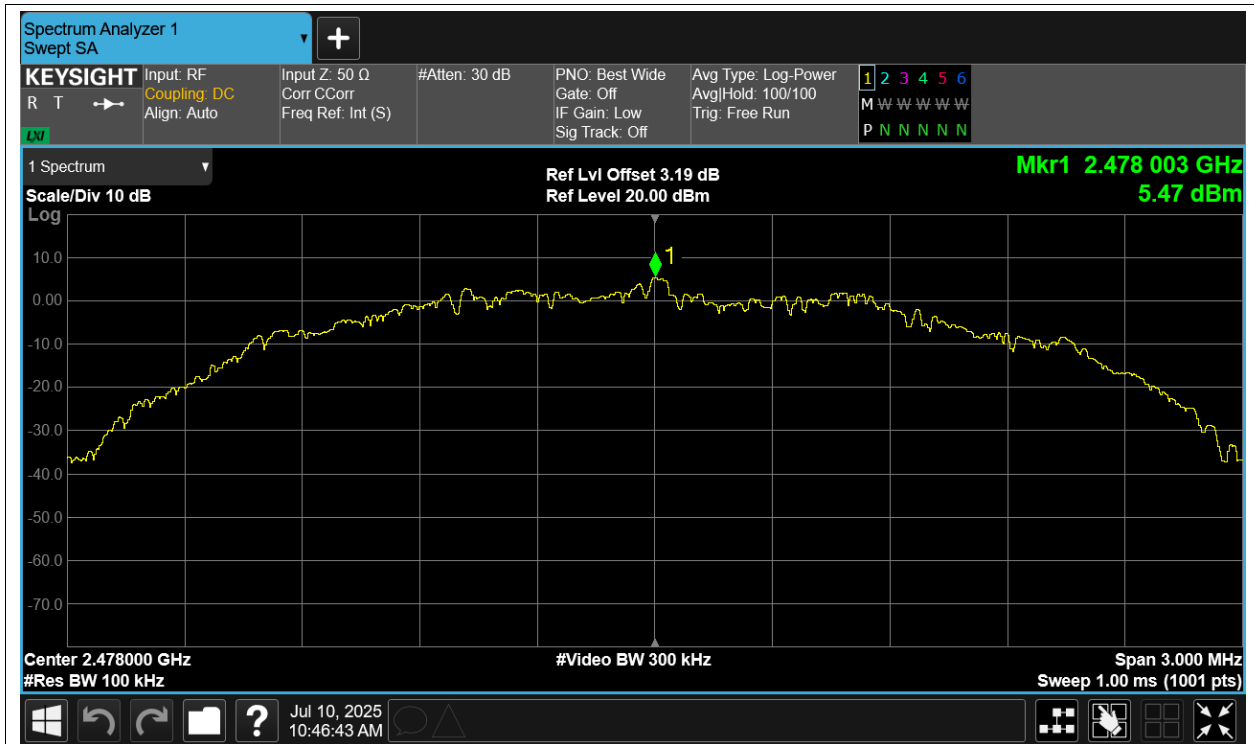 Spectrum Analyzer 1
Swept SA
KEYSIGHT
R T
LXI
Input: RF
Coupling: DC
Align: Auto
Input Z: 50 Ω
Corr CCorr
Freq Ref: Int (S)
#Atten: 30 dB
PNO: Best Wide
Gate: Off
IF Gain: Low
Sig Track: Off
Avg Type: Log-Power
Avg|Hold: 100/100
Trig: Free Run
1 2 3 4 5 6
M W W W W W
P N N N N N
1 Spectrum
Scale/Div 10 dB
Ref Lvl Offset 3.19 dB
Ref Level 20.00 dBm
Mkr1 2.478 003 GHz
5.47 dBm
Log
1
10.0
0.00
-10.0
-20.0
-30.0
-40.0
-50.0
-60.0
-70.0
Center 2.478000 GHz
#Video BW 300 kHz
Span 3.000 MHz
#Res BW 100 kHz
Sweep 1.00 ms (1001 pts)
?
Jul 10, 2025
10:46:43 AM